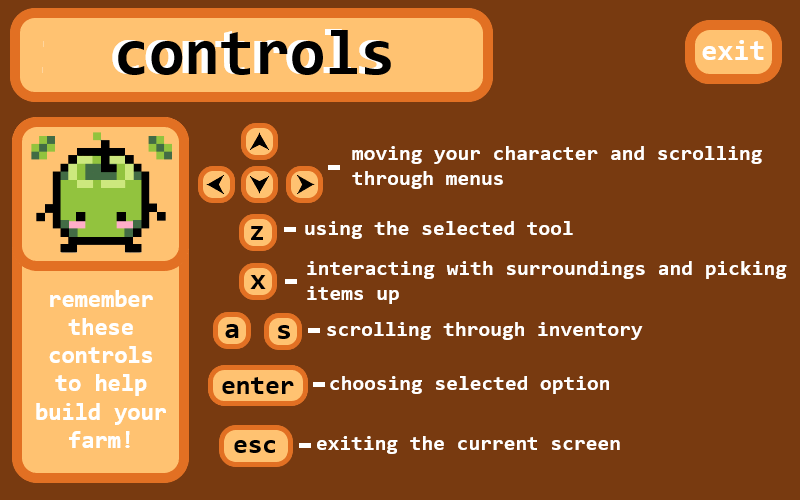 controls
exit
moving your character and scrolling
through menus
z
using the selected tool
x
interacting with surroundings and picking
items up
a s
scrolling through inventory
enter
choosing selected option
esc
exiting the current screen
remember
these
controls
to help
build your
farm!